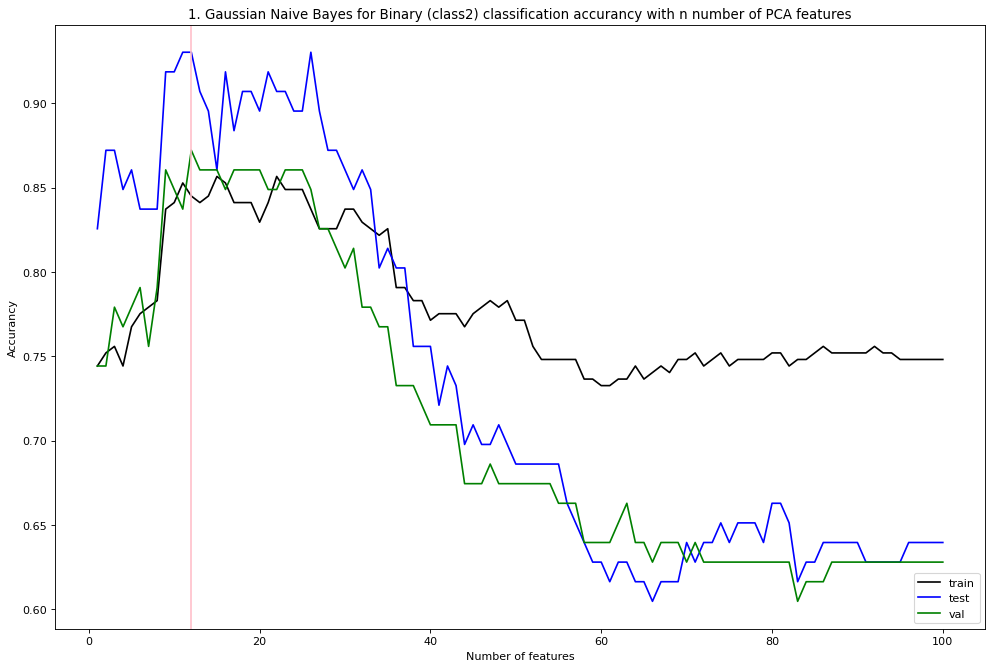 1. Gaussian Naive Bayes for Binary (class2) classification accurancy with n number of PCA features
Accurancy
0.90
0.85
0.80
0.75
0.70
0.65
0.60
0
20
40
60
80
100
Number of features
train
test
val